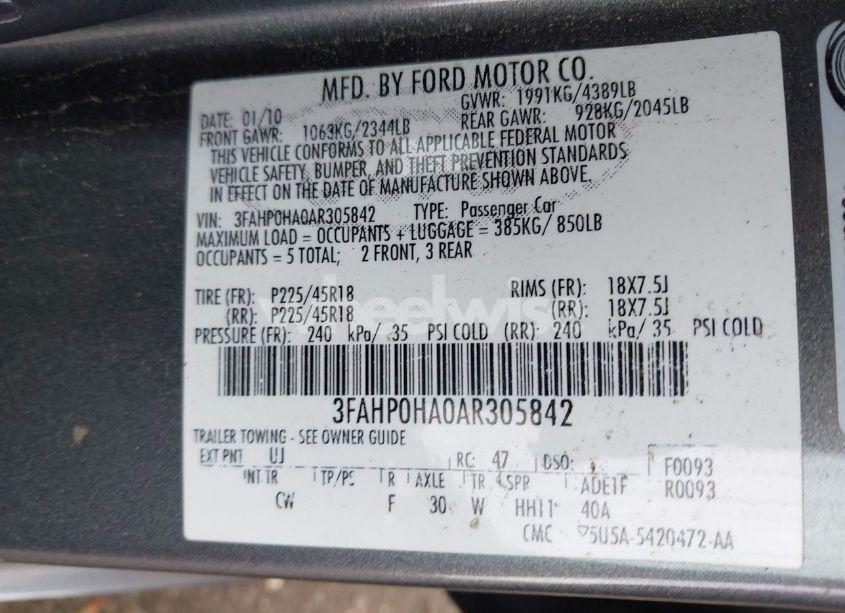 MFD. BY FORD MOTOR CO.
DATE: 01/10 GVWR: 1991KG/4389LB
FRONT GAWR: 1063KG/2344LB REAR GAWR: 928KG/2045LB
THIS VEHICLE CONFORMS TO ALL APPLICABLE FEDERAL MOTOR
VEHICLE SAFETY, BUMPER, AND THEFT PREVENTION STANDARDS
IN EFFECT ON THE DATE OF MANUFACTURE SHOWN ABOVE.
VIN: 3FAHP0HA0AR305842 TYPE: Passenger Car
MAXIMUM LOAD = OCCUPANTS + LUGGAGE = 385KG/ 850LB
OCCUPANTS = 5 TOTAL; 2 FRONT, 3 REAR
TIRE (FR): P225/45R18 RIMS (FR): 18X7.5J
(RR): P225/45R18 (RR): 18X7.5J
PRESSURE (FR): 240 kPa/ 35 PSI COLD (RR): 240 kPa/ 35 PSI COLD
3FAHP0HA0AR305842
TRAILER TOWING - SEE OWNER GUIDE
EXT PNT UJ RC: 47 DSO: F0093
INT TR TP/PS R AXLE TR SPR ADE1F R0093
CW F 30 W HH11 40A
CMC 5U5A-5420472-AA
wheelwis